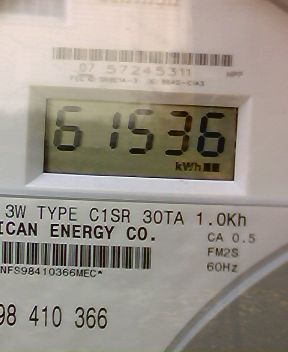 07 57245311
61536
kWh
3W TYPE C1SR 30TA 1.0Kh
ICAN ENERGY CO.
CA 0.5
FM2S
60Hz
NFS98410366MEC*
98 410 366